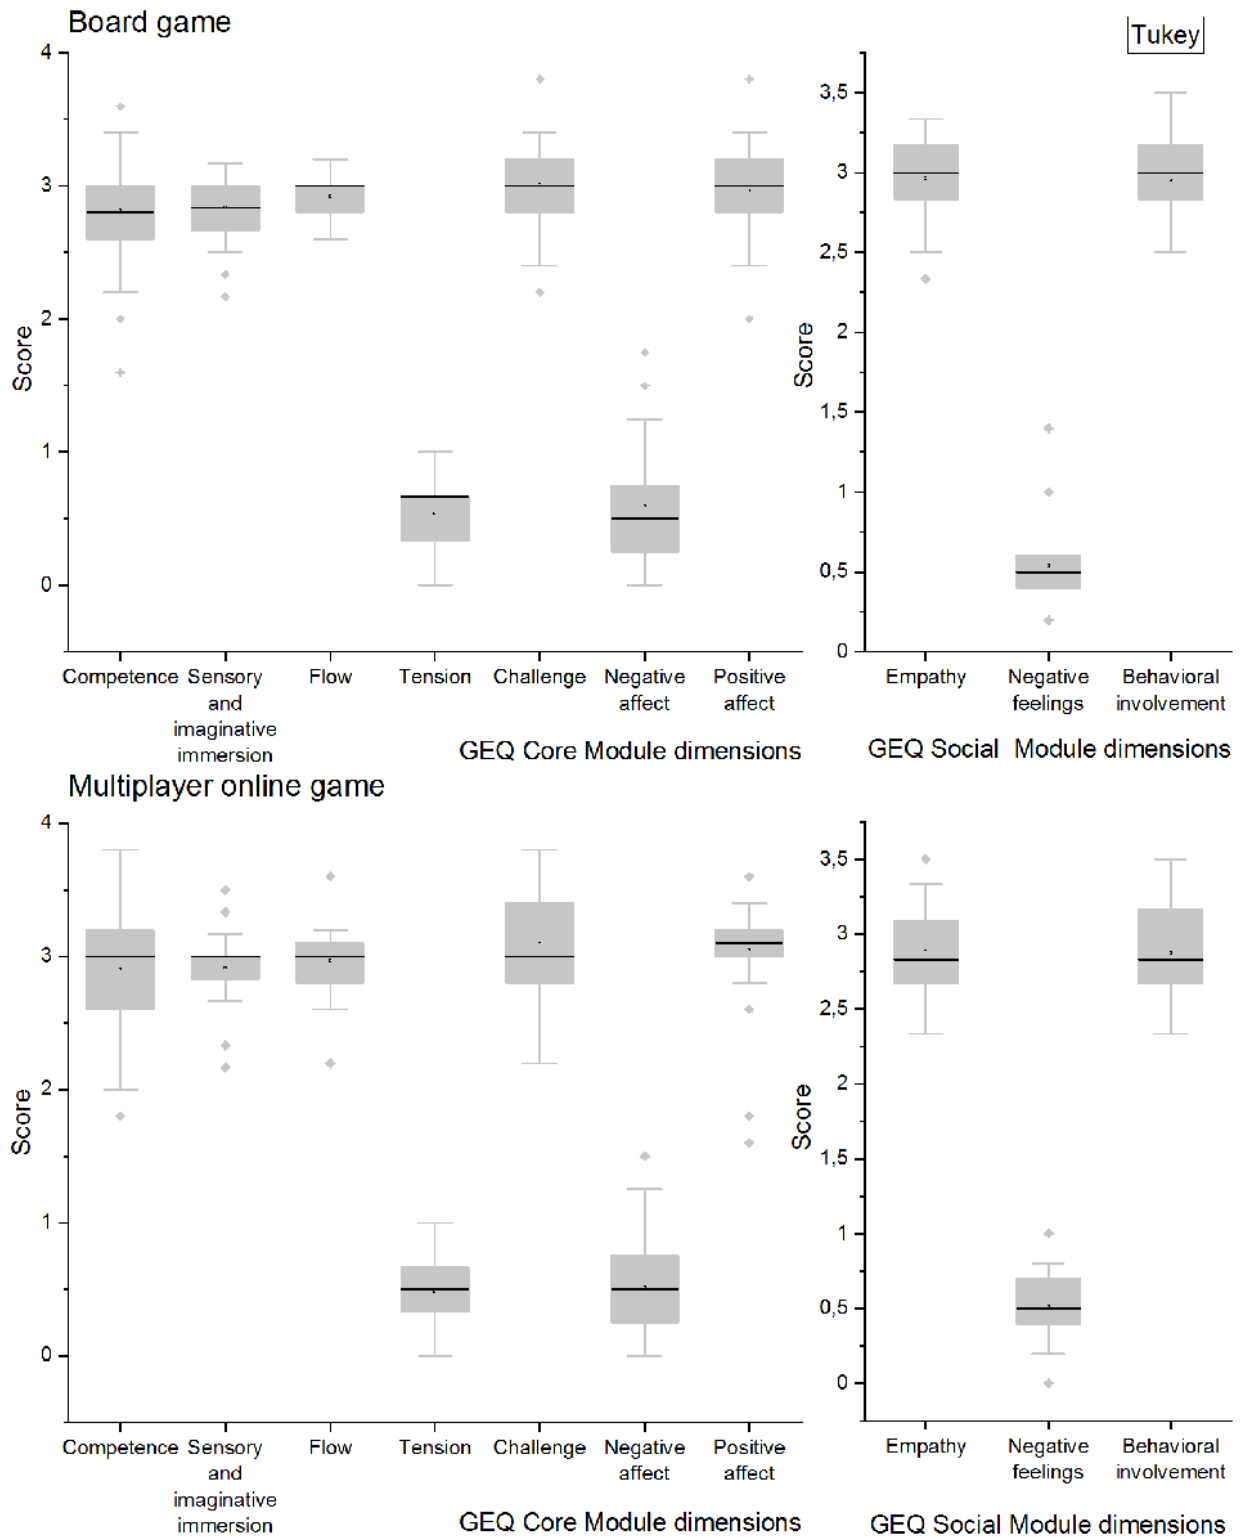 Board game
Tukey
4
3
2
1
0
Score
Competence Sensory and imaginative immersion Flow Tension Challenge Negative affect Positive affect
GEQ Core Module dimensions
3,5
3
2,5
2
1,5
1
0,5
0
Score
Empathy Negative feelings Behavioral involvement
GEQ Social Module dimensions
Multiplayer online game
4
3
2
1
0
Score
Competence Sensory and imaginative immersion Flow Tension Challenge Negative affect Positive affect
GEQ Core Module dimensions
3,5
3
2,5
2
1,5
1
0,5
0
Score
Empathy Negative feelings Behavioral involvement
GEQ Social Module dimensions